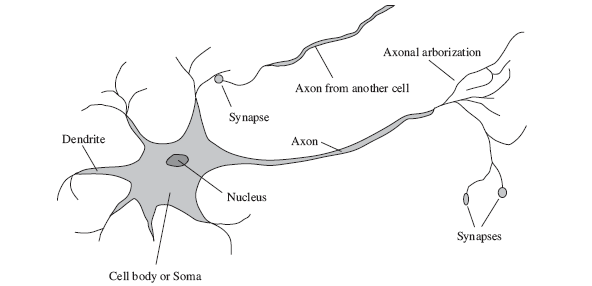 Axonal arborization
Axon from another cell
Synapse
Dendrite
Axon
Nucleus
Synapses
Cell body or Soma